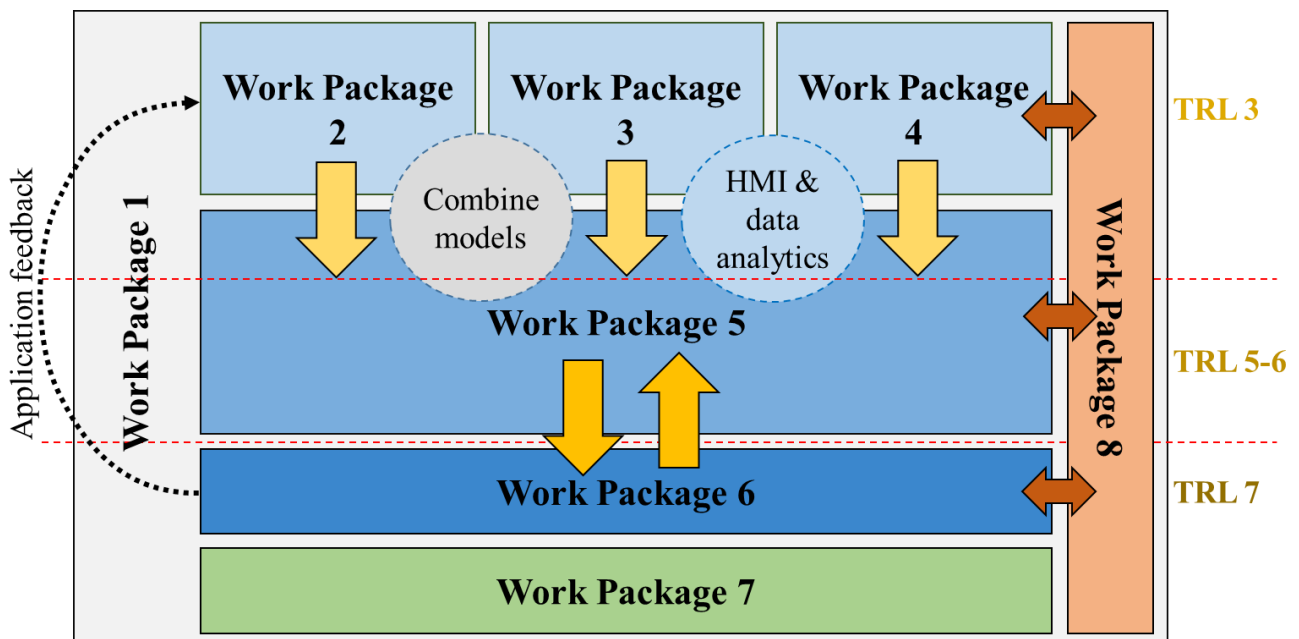 Work Package
2
Work Package
3
Work Package
4
TRL 3
Combine
models
HMI &
data
analytics
Application feedback
Work Package 1
Work Package 5
Work Package 8
TRL 5-6
Work Package 6
TRL 7
Work Package 7